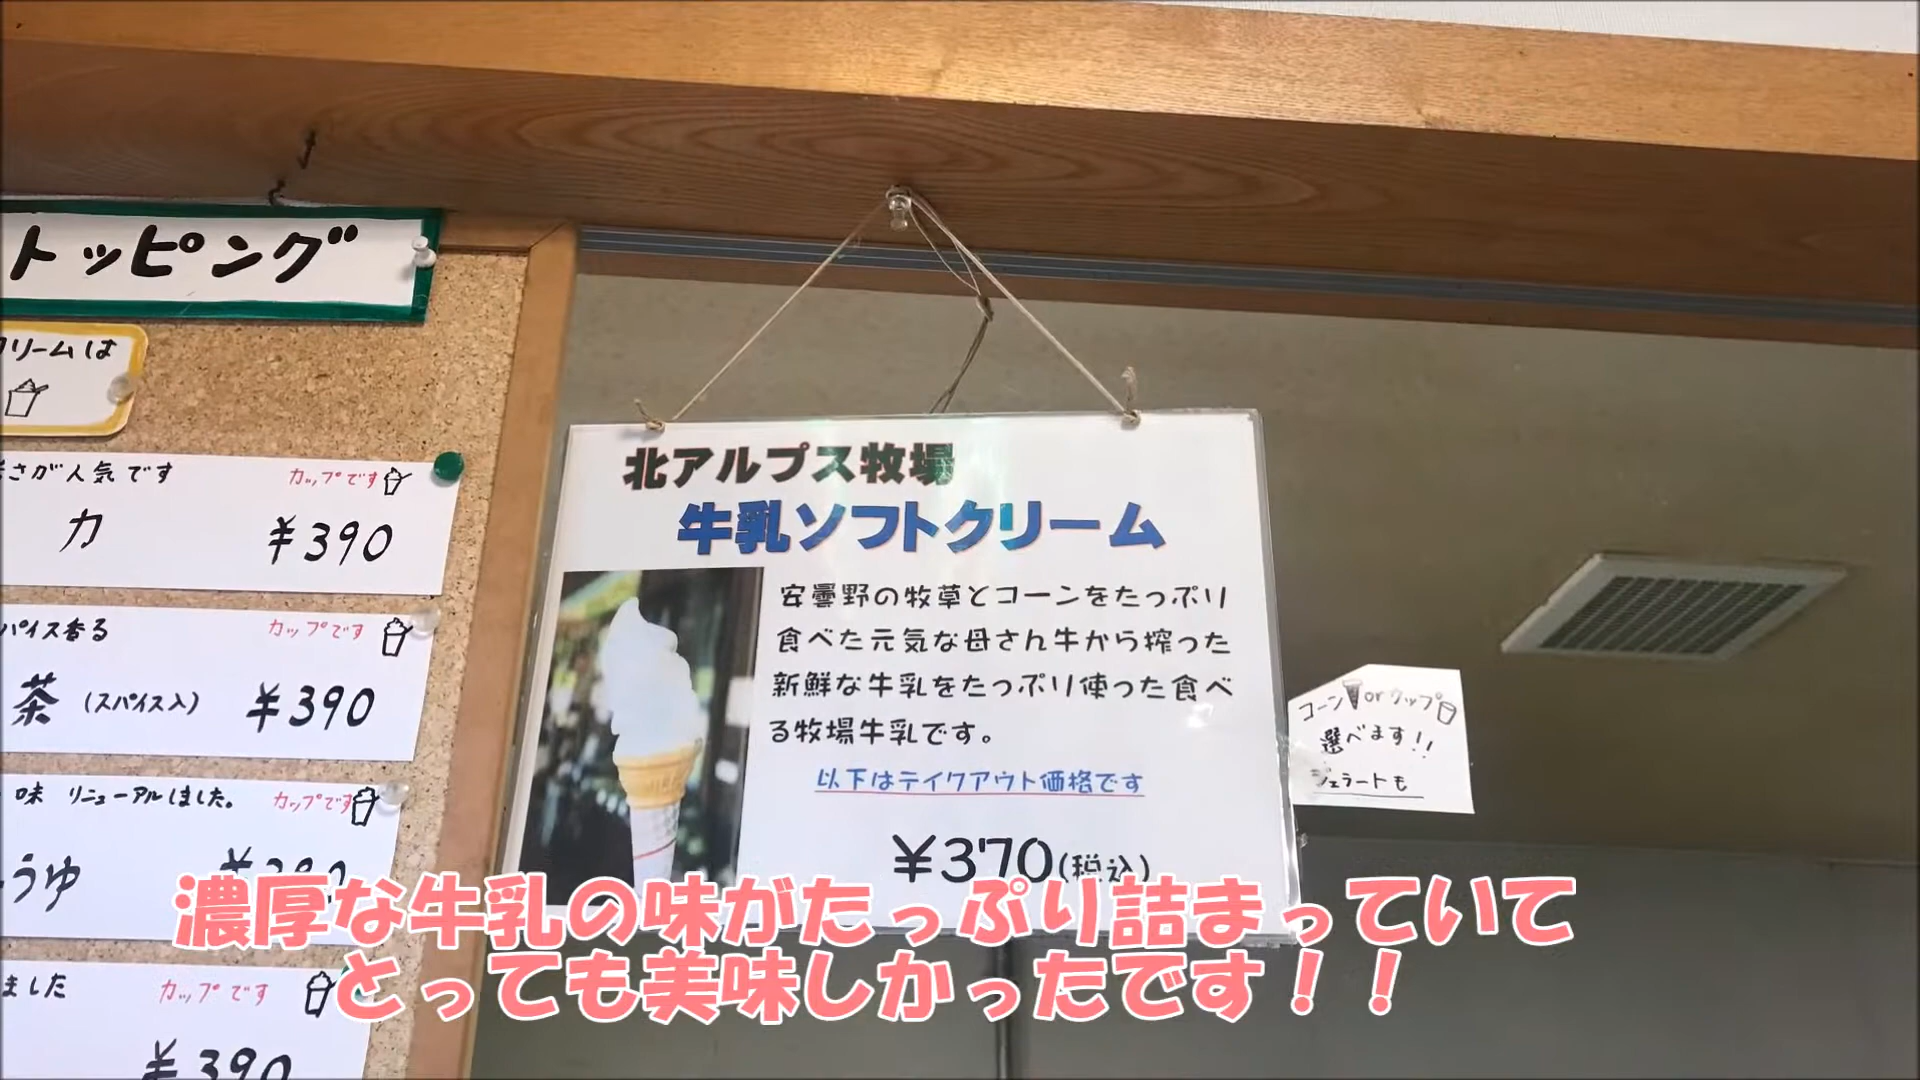 トッピング
リームは
さが人気です
カップです
カ
¥390
パイス香る
カップです
茶 (スパイス入)
¥390
味 リニューアルしました。
カップです
うゆ
ました
カップです
¥390
北アルプス牧場
牛乳ソフトクリーム
安曇野の牧草とコーンをたっぷり
食べた元気な母さん牛から搾った
新鮮な牛乳をたっぷり使った食べ
る牧場牛乳です。
以下はテイクアウト価格です
¥370(税込)
コーン or カップ
選べます!!
ジェラートも
濃厚な牛乳の味がたっぷり詰まっていて
とっても美味しかったです！！